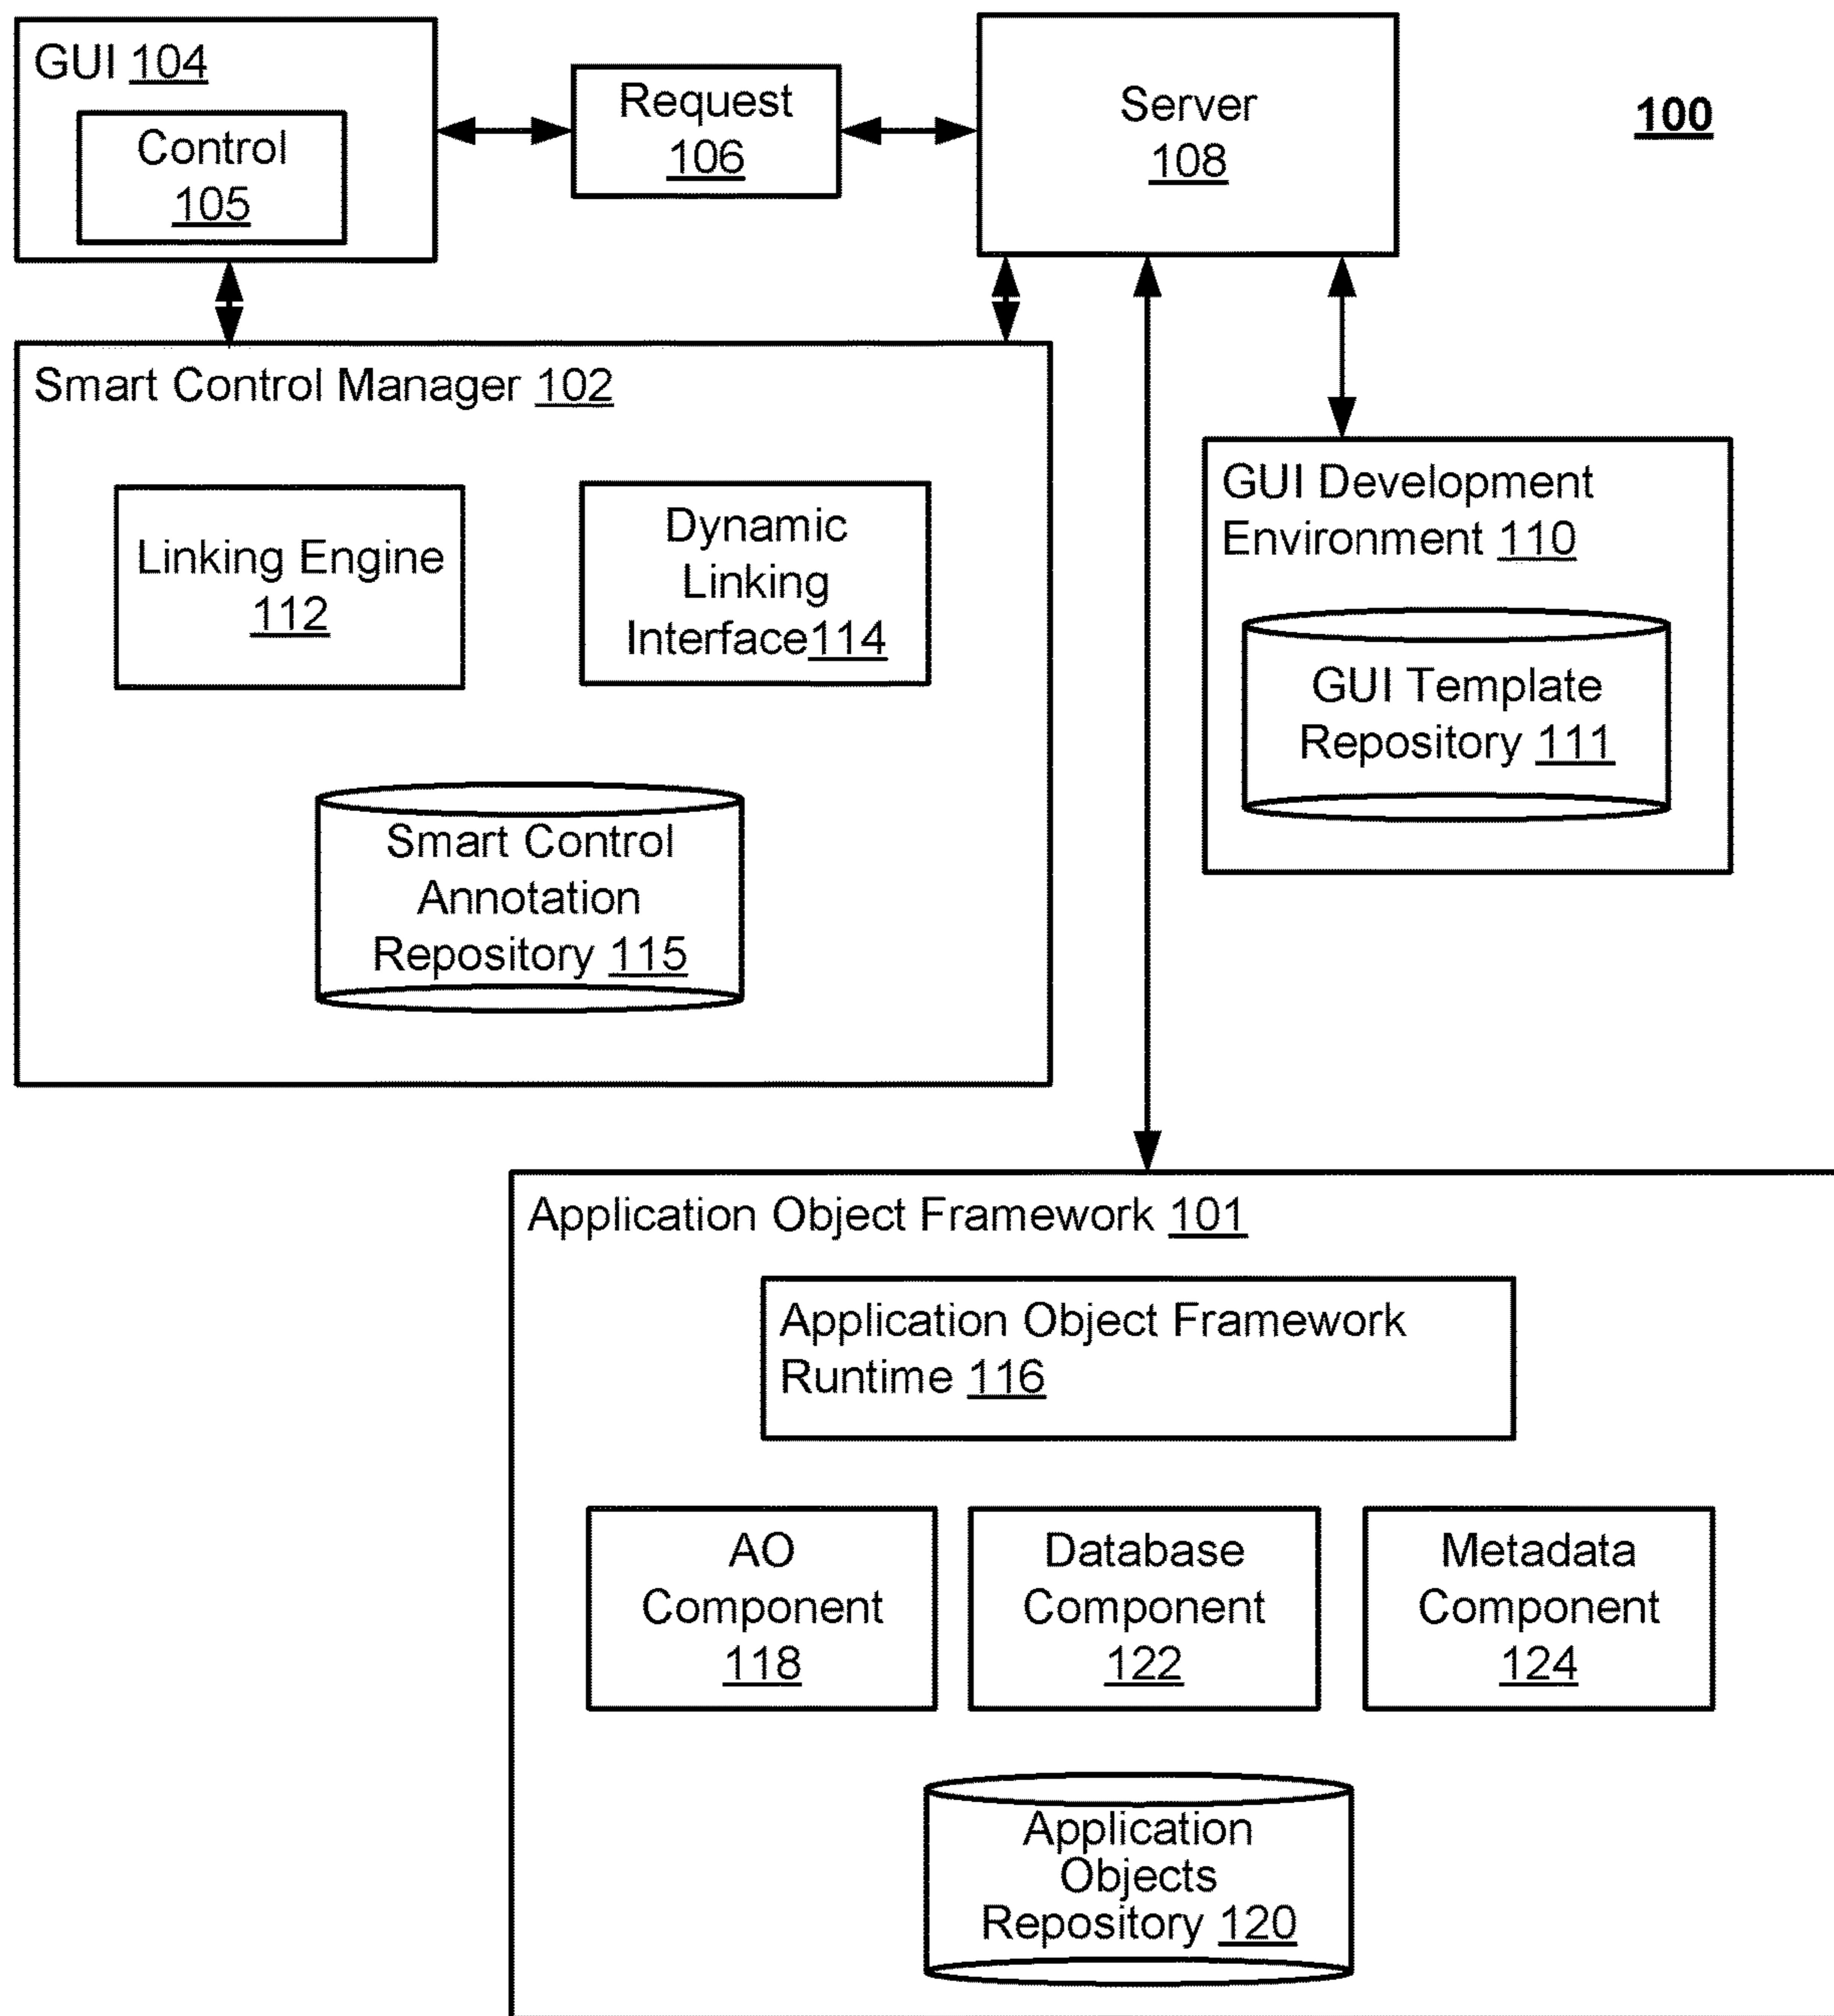 GUI 104
Control
105
Request
106
Server
108
100
Smart Control Manager 102
Linking Engine
112
Dynamic
Linking
Interface114
Smart Control
Annotation
Repository 115
GUI Development
Environment 110
GUI Template
Repository 111
Application Object Framework 101
Application Object Framework
Runtime 116
AO
Component
118
Database
Component
122
Metadata
Component
124
Application
Objects
Repository 120